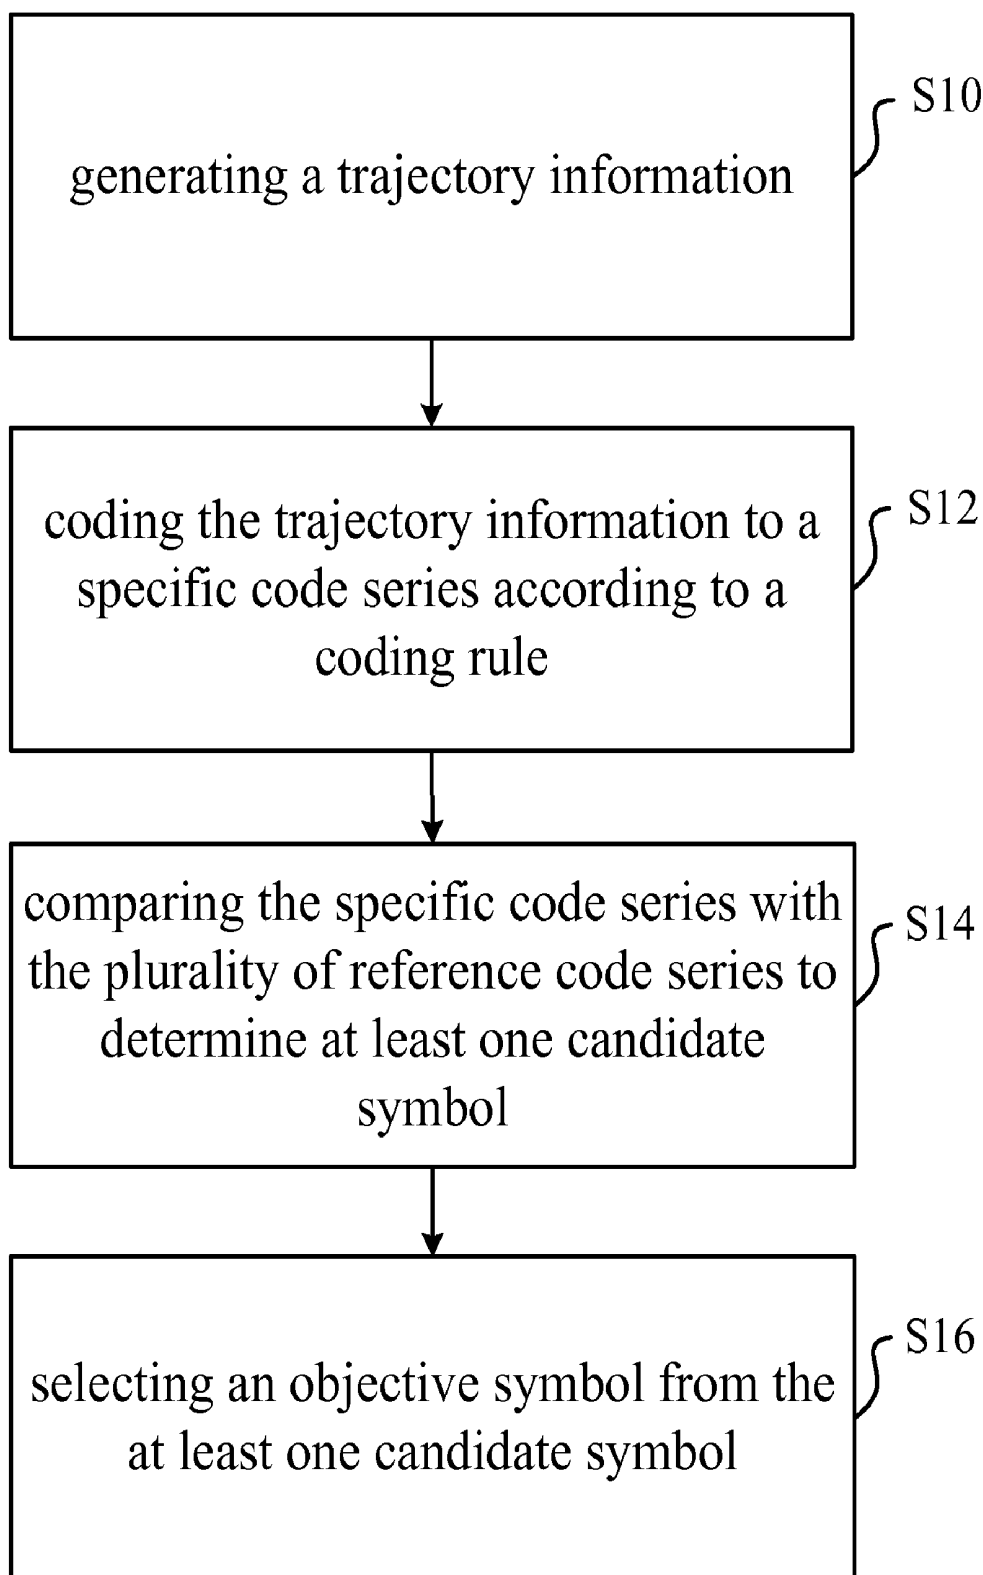 generating a trajectory information
S10
coding the trajectory information to a
specific code series according to a
coding rule
S12
comparing the specific code series with
the plurality of reference code series to
determine at least one candidate
symbol
S14
selecting an objective symbol from the
at least one candidate symbol
S16